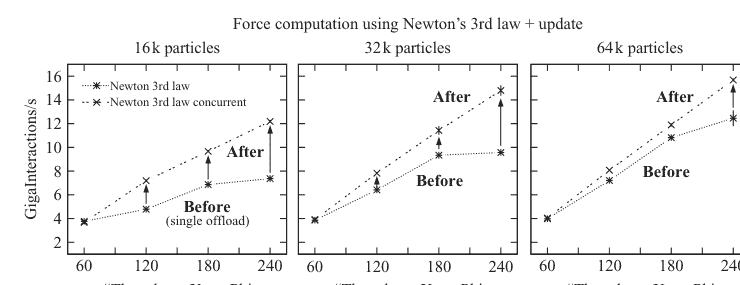 Force computation using Newton's 3rd law + update
16k particles
32k particles
64k particles
GigaInteractions/s
16
14
12
10
8
6
4
2
Newton 3rd law
Newton 3rd law concurrent
After
Before
(single offload)
After
Before
After
Before
60 120 180 240
60 120 180 240
60 120 180 240